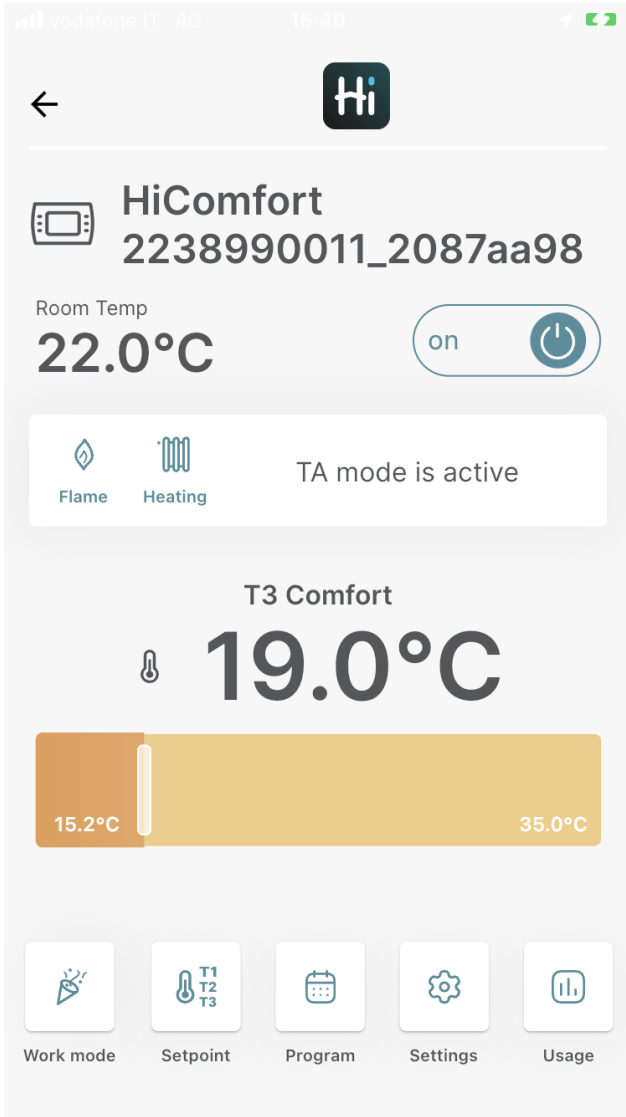 vodafone IT 4G 16:40
Hi
HiComfort
2238990011_2087aa98
Room Temp
22.0°C
on
Flame
Heating
TA mode is active
T3 Comfort
19.0°C
15.2°C
35.0°C
T1
T2
T3
Work mode
Setpoint
Program
Settings
Usage